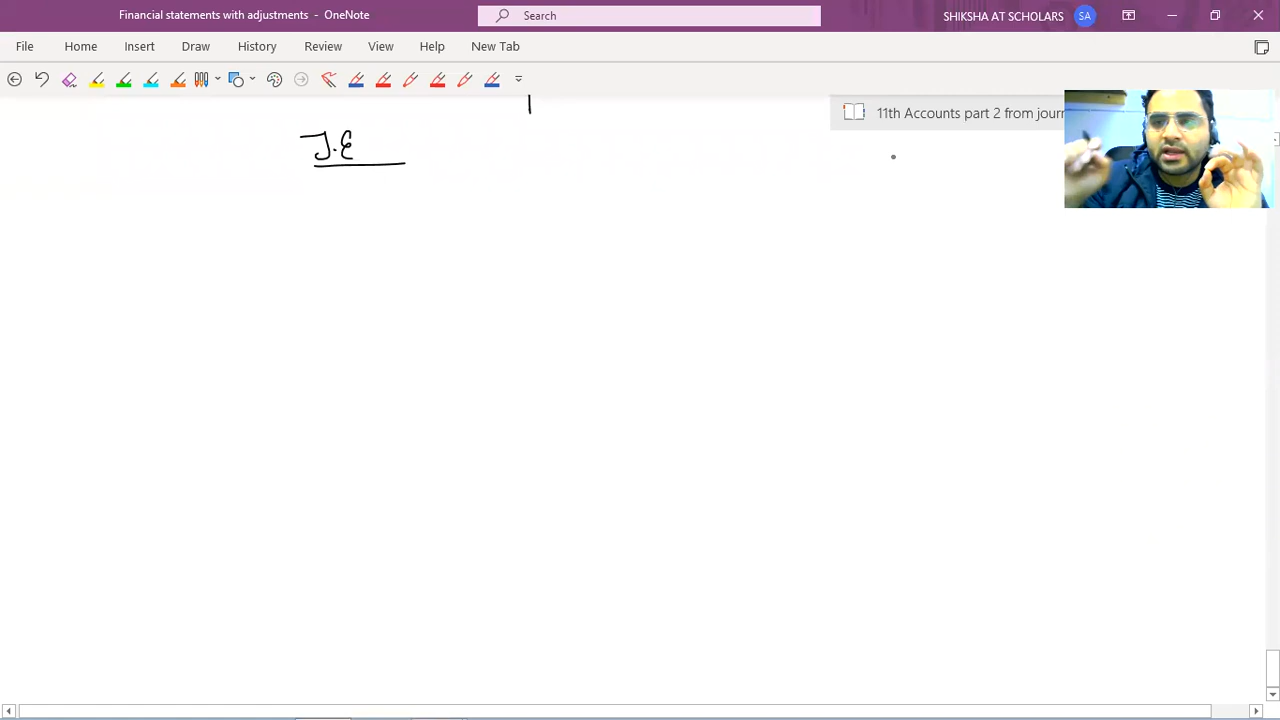 Financial statements with adjustments - OneNote
Search
SHIKSHA AT SCHOLARS SA
File Home Insert Draw History Review View Help New Tab
11th Accounts part 2 from jour
J.E